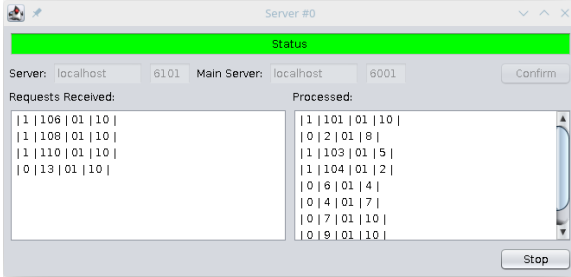 Server #0
Status
Server: localhost 6101 Main Server: localhost 6001 Confirm
Requests Received: Processed:
|1|106|01|10|
|1|108|01|10|
|1|110|01|10|
|0|13|01|10|
|1|101|01|10|
|0|2|01|8|
|1|103|01|5|
|1|104|01|2|
|0|6|01|4|
|0|4|01|7|
|0|7|01|10|
|0|9|01|10|
Stop